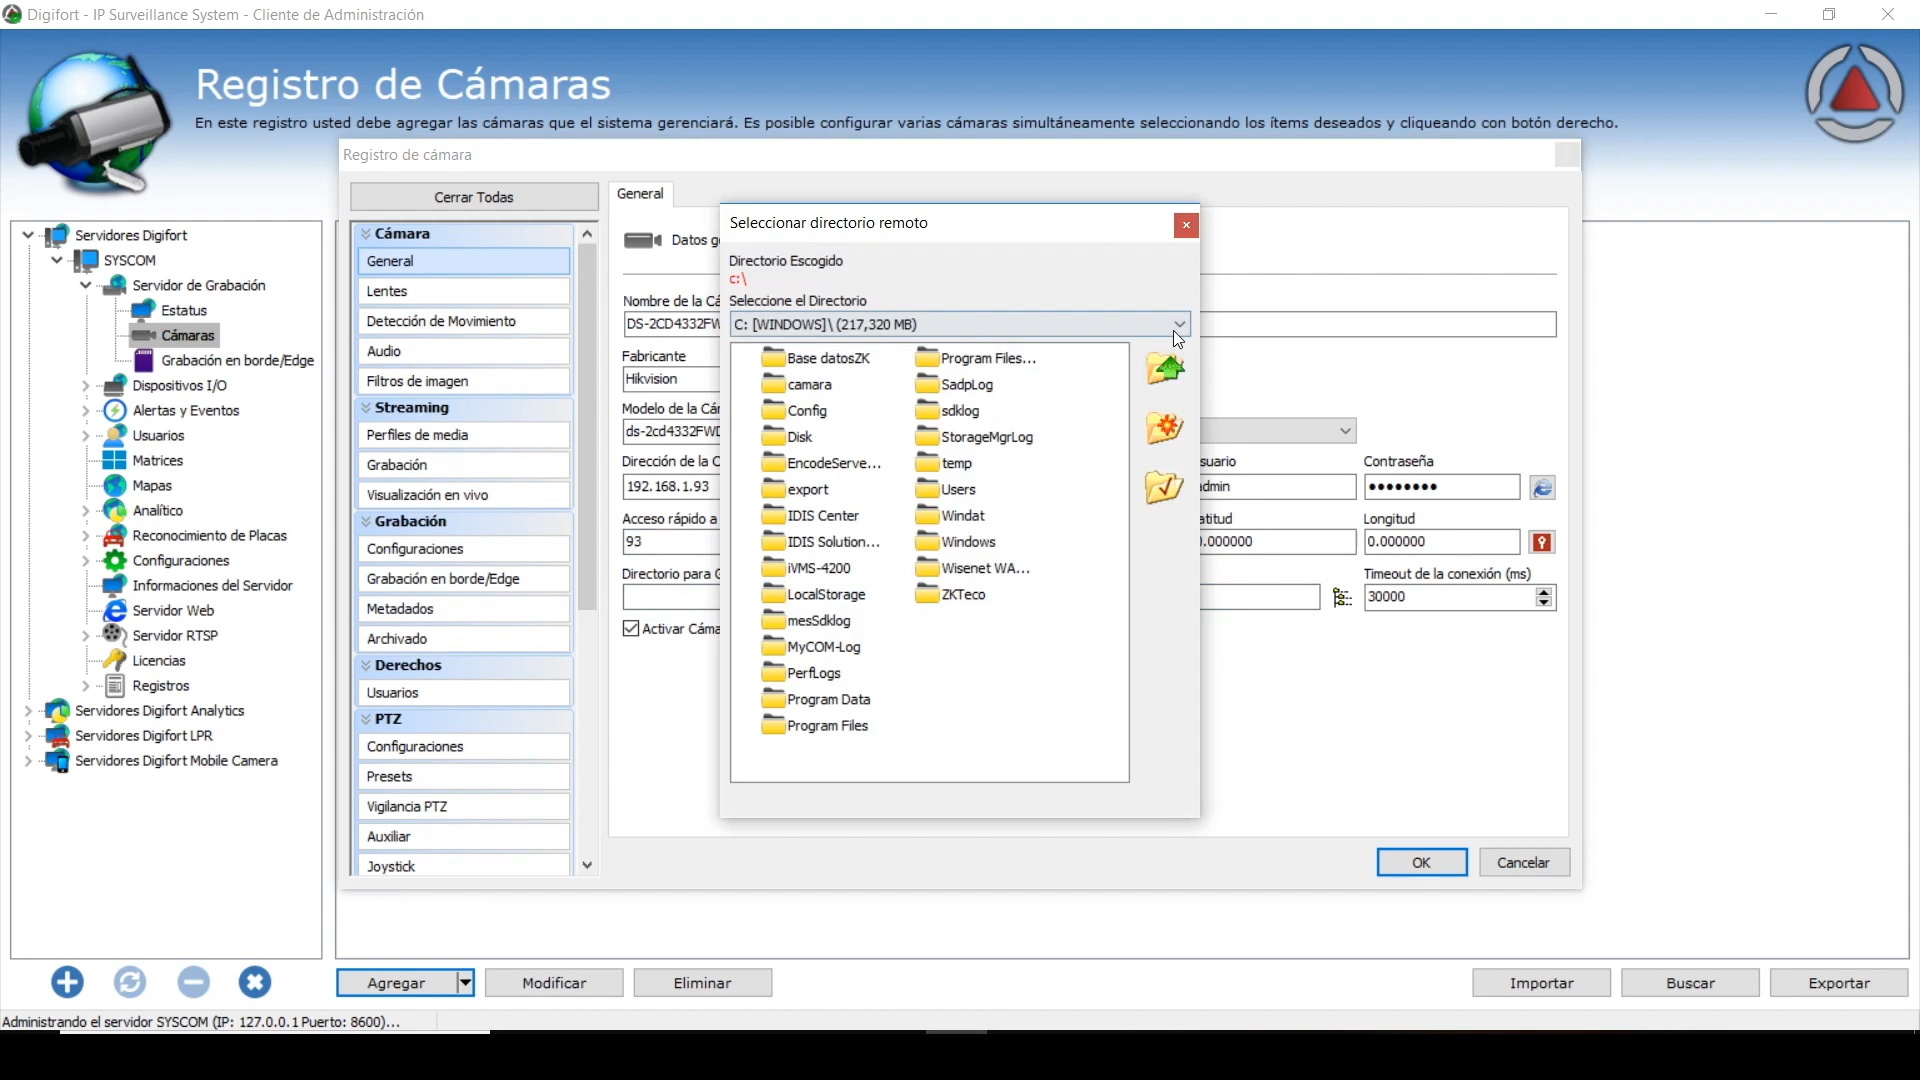 Digifort - IP Surveillance System - Cliente de Administración
Registro de Cámaras
En este registro usted debe agregar las cámaras que el sistema gerenciará. Es posible configurar varias cámaras simultáneamente seleccionando los ítems deseados y cliqueando con botón derecho.
Servidores Digifort
SYSCOM
Servidor de Grabación
Estatus
Cámaras
Grabación en borde/Edge
Dispositivos I/O
Alertas y Eventos
Usuarios
Matrices
Mapas
Analítico
Reconocimiento de Placas
Configuraciones
Informaciones del Servidor
Servidor Web
Servidor RTSP
Licencias
Registros
Servidores Digifort Analytics
Servidores Digifort LPR
Servidores Digifort Mobile Camera
Registro de cámara
Cerrar Todas
Cámara
General
Lentes
Detección de Movimiento
Audio
Filtros de imagen
Streaming
Perfiles de media
Grabación
Visualización en vivo
Grabación
Configuraciones
Grabación en borde/Edge
Metadados
Archivado
Derechos
Usuarios
PTZ
Configuraciones
Presets
Vigilancia PTZ
Auxiliar
Joystick
General
Datos g
Nombre de la Cá
DS-2CD4332FW
Fabricante
Hikvision
Modelo de la Cár
ds-2cd4332FWD
Dirección de la C
192.168.1.93
suario
dmin
Contraseña
●●●●●●●●
Acceso rápido a
93
atitud
0.000000
Longitud
0.000000
Directorio para G
Timeout de la conexión (ms)
30000
Activar Cáma
Seleccionar directorio remoto
Directorio Escogido
c:\
Seleccione el Directorio
C: [WINDOWS]\ (217,320 MB)
Base datosZK
camara
Config
Disk
EncodeServe...
export
IDIS Center
IDIS Solution...
iVMS-4200
LocalStorage
mesSdklog
MyCOM-Log
PerfLogs
Program Data
Program Files
Program Files...
SadpLog
sdklog
StorageMgrLog
temp
Users
Windat
Windows
Wisenet WA...
ZKTeco
OK
Cancelar
Agregar
Modificar
Eliminar
Importar
Buscar
Exportar
Administrando el servidor SYSCOM (IP: 127.0.0.1 Puerto: 8600)...